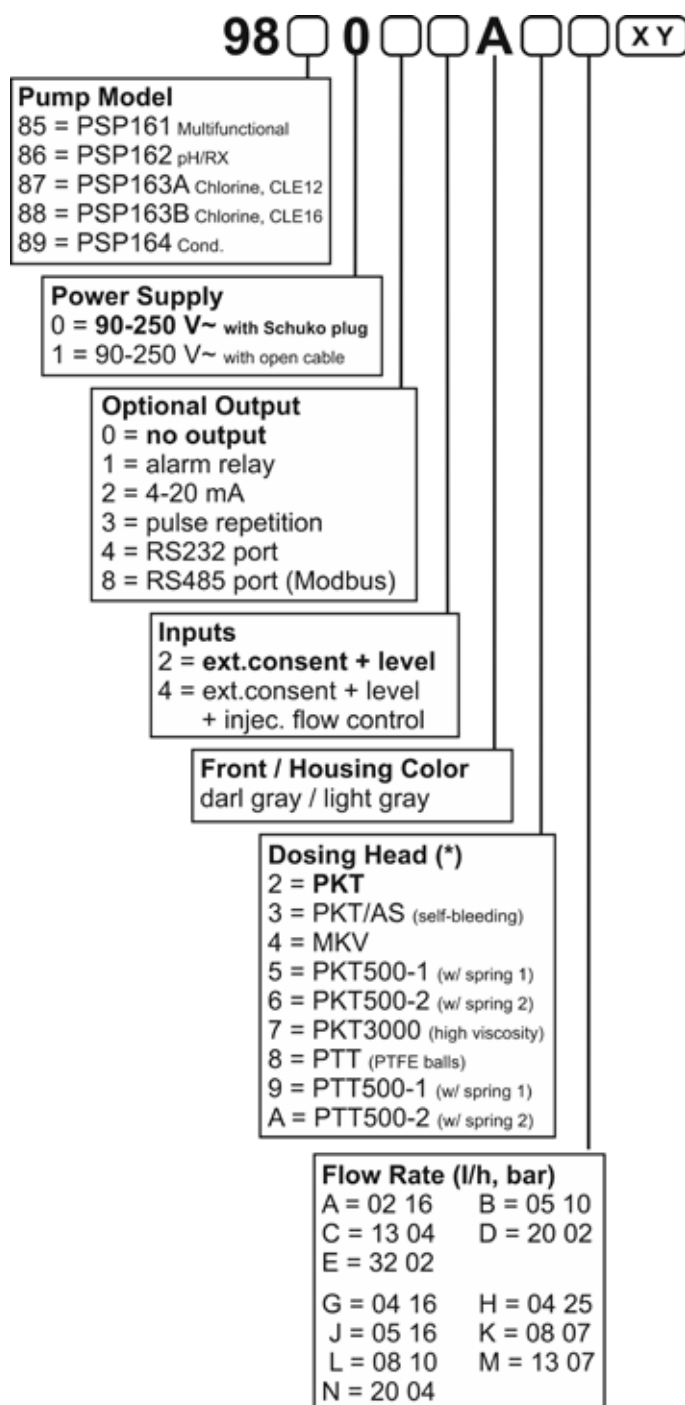 98 0 A X Y
Pump Model
85 = PSP161 Multifunctional
86 = PSP162 pH/RX
87 = PSP163A Chlorine, CLE12
88 = PSP163B Chlorine, CLE16
89 = PSP164 Cond.
Power Supply
0 = 90-250 V~ with Schuko plug
1 = 90-250 V~ with open cable
Optional Output
0 = no output
1 = alarm relay
2 = 4-20 mA
3 = pulse repetition
4 = RS232 port
8 = RS485 port (Modbus)
Inputs
2 = ext.consent + level
4 = ext.consent + level
+ injec. flow control
Front / Housing Color
darl gray / light gray
Dosing Head (*)
2 = PKT
3 = PKT/AS (self-bleeding)
4 = MKV
5 = PKT500-1 (w/ spring 1)
6 = PKT500-2 (w/ spring 2)
7 = PKT3000 (high viscosity)
8 = PTT (PTFE balls)
9 = PTT500-1 (w/ spring 1)
A = PTT500-2 (w/ spring 2)
Flow Rate (l/h, bar)
A = 02 16 B = 05 10
C = 13 04 D = 20 02
E = 32 02
G = 04 16 H = 04 25
J = 05 16 K = 08 07
L = 08 10 M = 13 07
N = 20 04